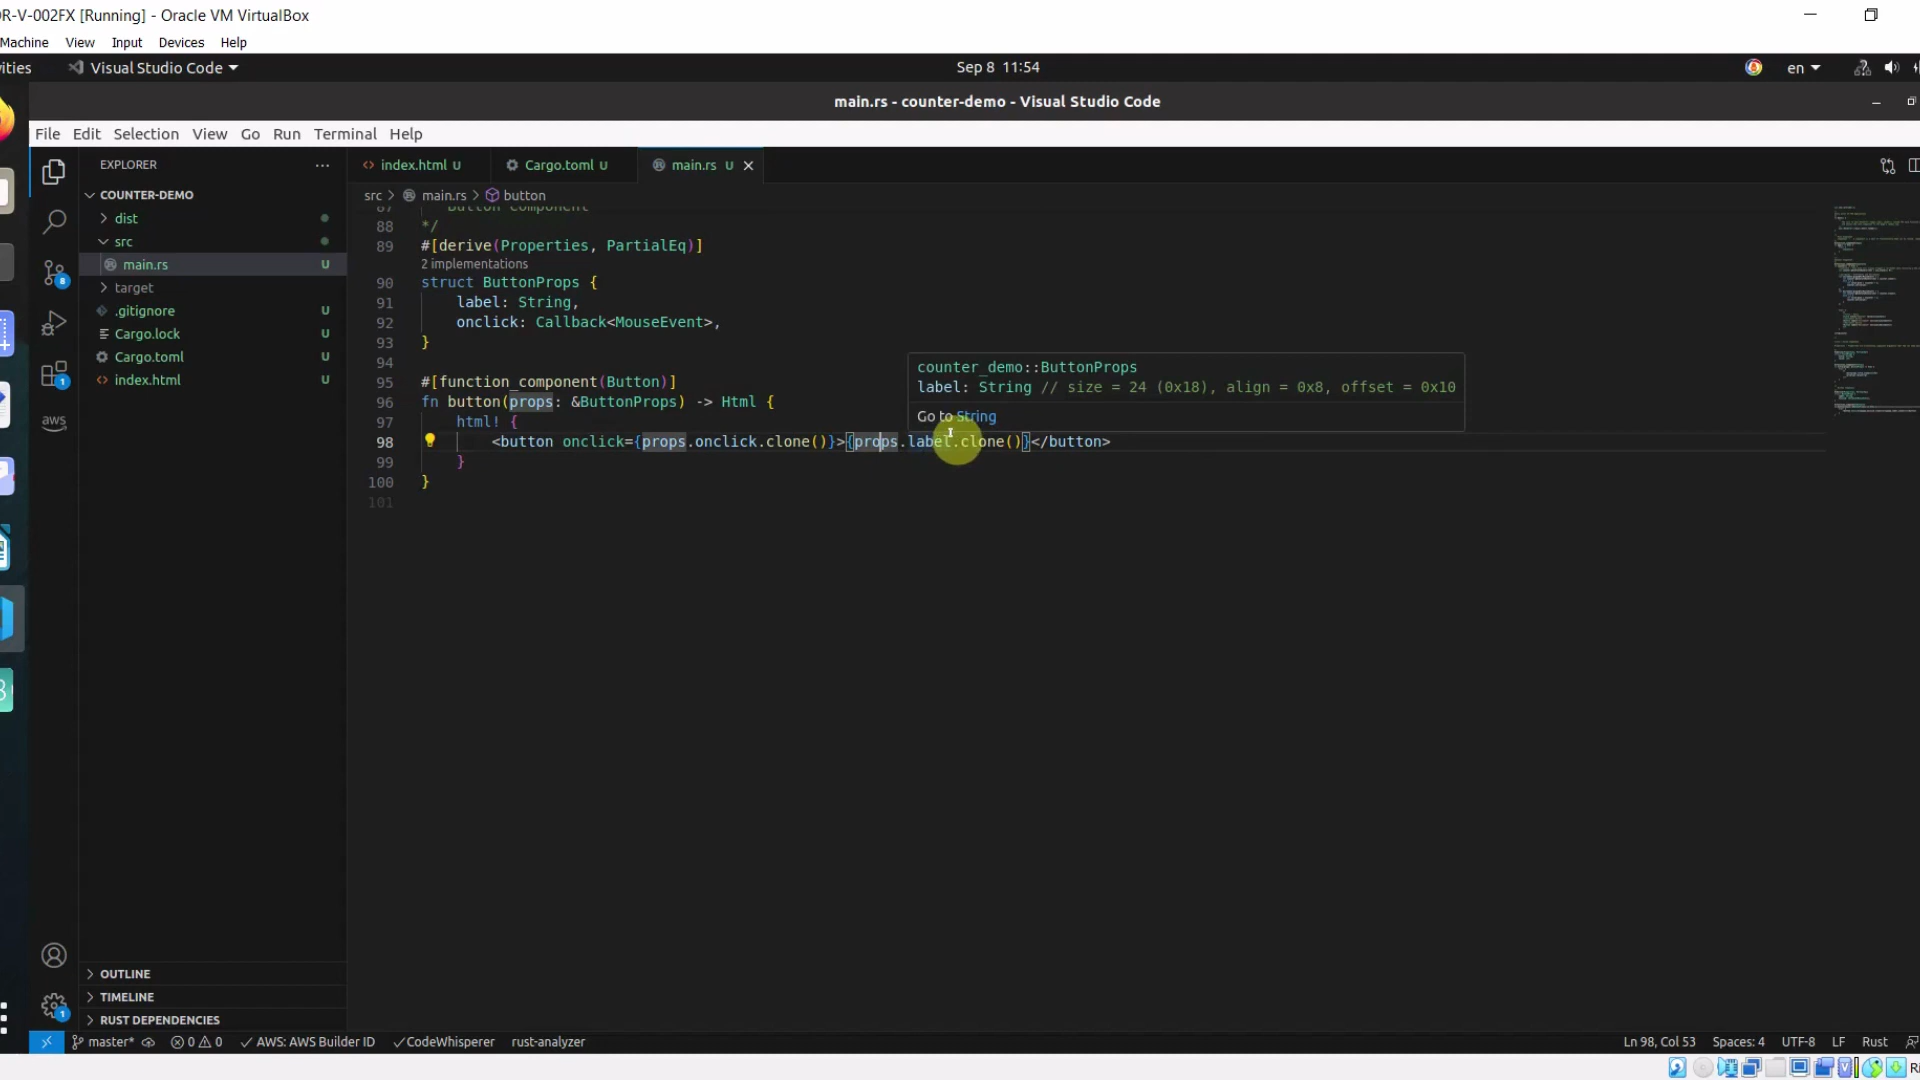 OR-V-002FX [Running] - Oracle VM VirtualBox
Machine View Input Devices Help
ities Visual Studio Code Sep 8 11:54 en
main.rs - counter-demo - Visual Studio Code
File Edit Selection View Go Run Terminal Help
EXPLORER
COUNTER-DEMO
dist
src
main.rs U
target
.gitignore U
Cargo.lock U
Cargo.toml U
index.html U
8
1
aws
OUTLINE
TIMELINE
RUST DEPENDENCIES
1
index.html U Cargo.toml U main.rs U
src > main.rs > button
87 Button Component
88 */
89 #[derive(Properties, PartialEq)]
2 implementations
90 struct ButtonProps {
91 label: String,
92 onclick: Callback<MouseEvent>,
93 }
94
95 #[function_component(Button)]
96 fn button(props: &ButtonProps) -> Html {
97 html! {
98 <button onclick={props.onclick.clone()}>{props.label.clone()}</button>
99 }
100 }
101
counter_demo::ButtonProps
label: String // size = 24 (0x18), align = 0x8, offset = 0x10
Go to String
master* 0 0 AWS: AWS Builder ID CodeWhisperer rust-analyzer Ln 98, Col 53 Spaces: 4 UTF-8 LF Rust